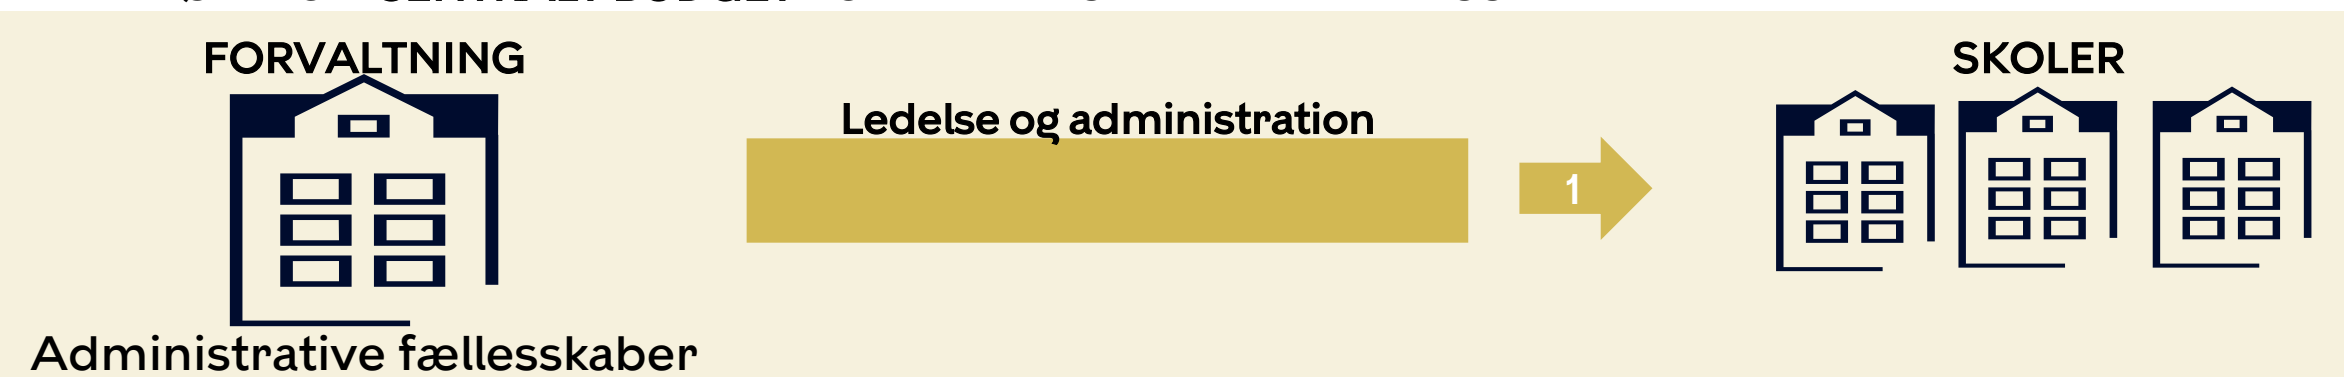 FORVALTNING
SKOLER
Ledelse og administration
1
Administrative fællesskaber